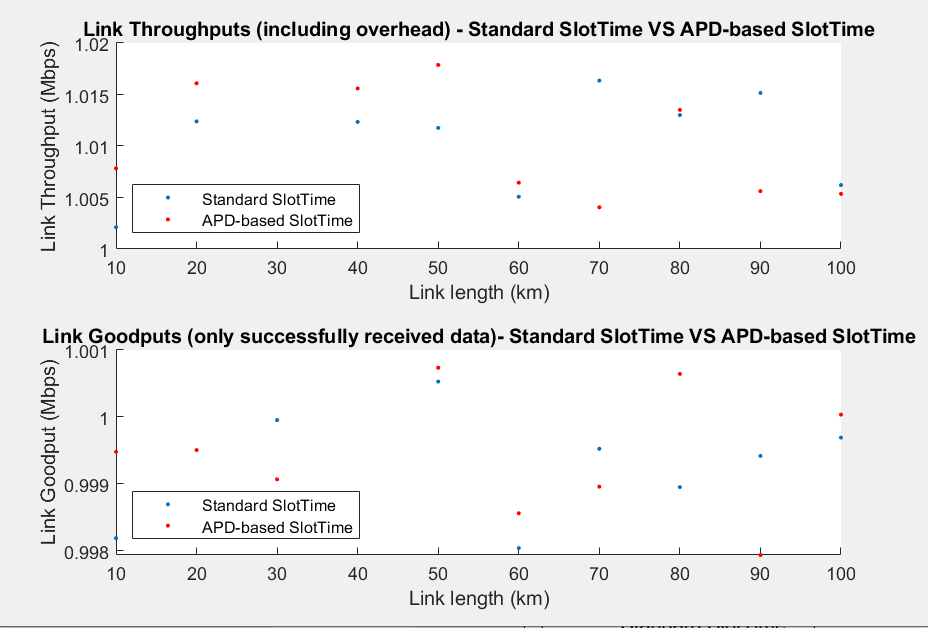 Link Throughputs (including overhead) - Standard SlotTime VS APD-based SlotTime
1.02
1.015
1.01
1.005
1
Link Throughput (Mbps)
Standard SlotTime
APD-based SlotTime
10 20 30 40 50 60 70 80 90 100
Link length (km)
Link Goodputs (only successfully received data)- Standard SlotTime VS APD-based SlotTime
1.001
1
0.999
0.998
Link Goodput (Mbps)
Standard SlotTime
APD-based SlotTime
10 20 30 40 50 60 70 80 90 100
Link length (km)